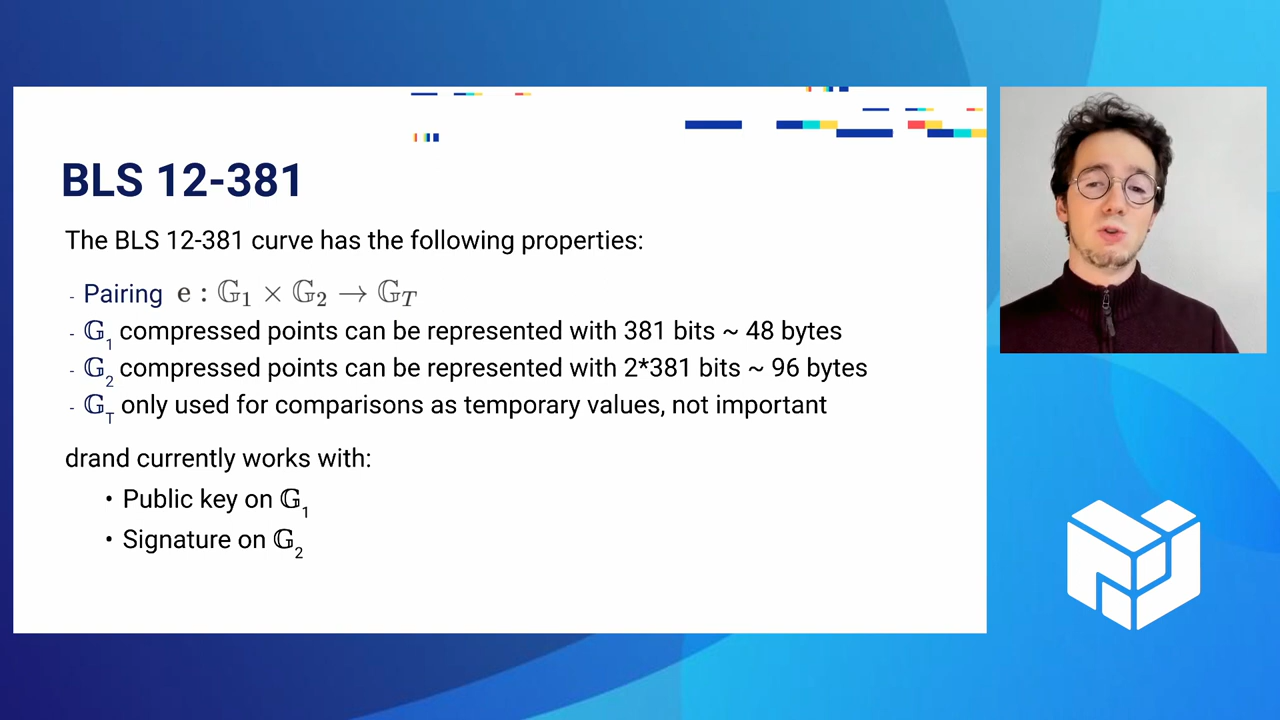 BLS 12-381
The BLS 12-381 curve has the following properties:
- Pairing e : 𝔾₁ × 𝔾₂ → 𝔾_T
- 𝔾₁ compressed points can be represented with 381 bits ~ 48 bytes
- 𝔾₂ compressed points can be represented with 2*381 bits ~ 96 bytes
- 𝔾_T only used for comparisons as temporary values, not important
drand currently works with:
• Public key on 𝔾₁
• Signature on 𝔾₂